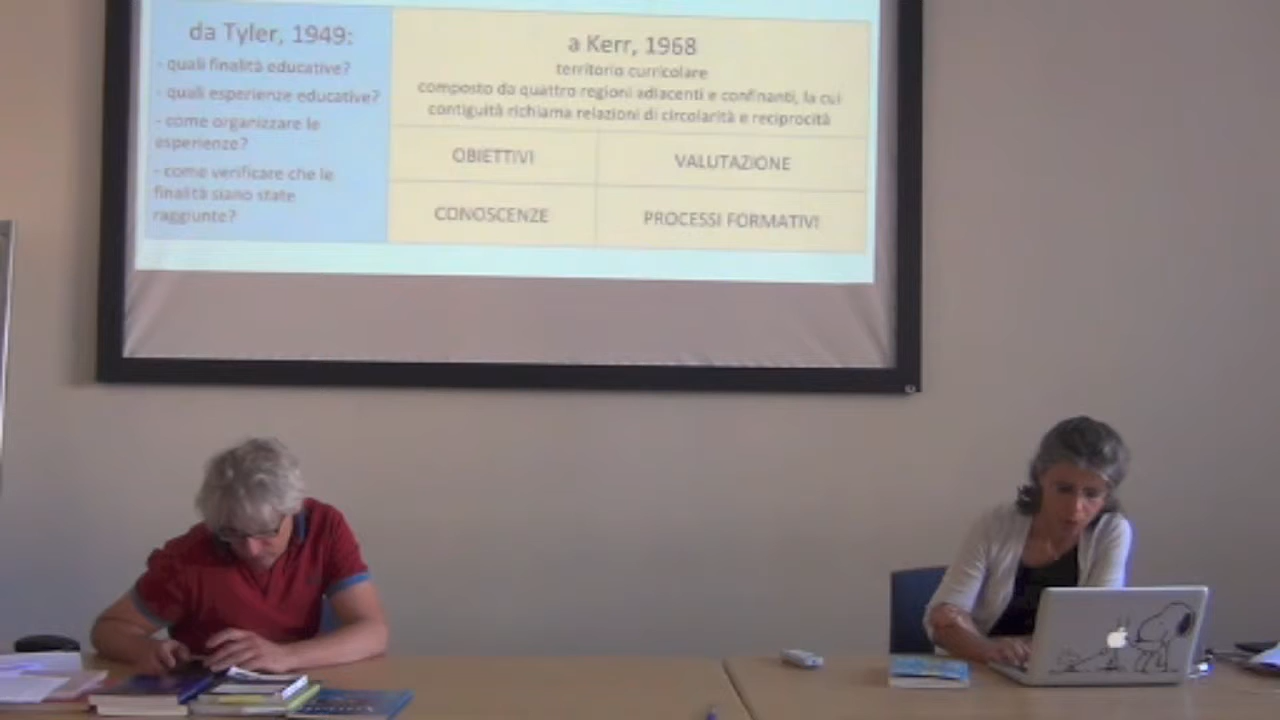 da Tyler, 1949:
- quali finalità educative?
- quali esperienze educative?
- come organizzare le
esperienze?
- come verificare che le
finalità siano state
raggiunte?
a Kerr, 1968
territorio curricolare
composto da quattro regioni adiacenti e confinanti, la cui
contiguità richiama relazioni di circolarità e reciprocità
OBIETTIVI
VALUTAZIONE
CONOSCENZE
PROCESSI FORMATIVI